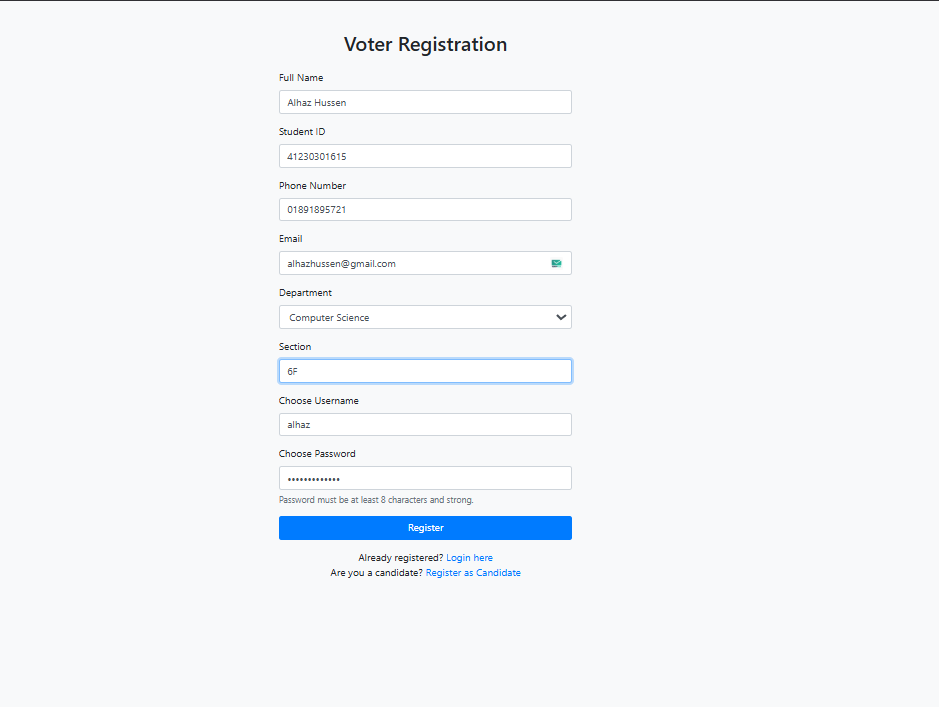 Voter Registration
Full Name
Alhaz Hussen
Student ID
41230301615
Phone Number
01891895721
Email
alhazhussen@gmail.com
Department
Computer Science
Section
6F
Choose Username
alhaz
Choose Password
•••••••••••••
Password must be at least 8 characters and strong.
Register
Already registered? Login here
Are you a candidate? Register as Candidate